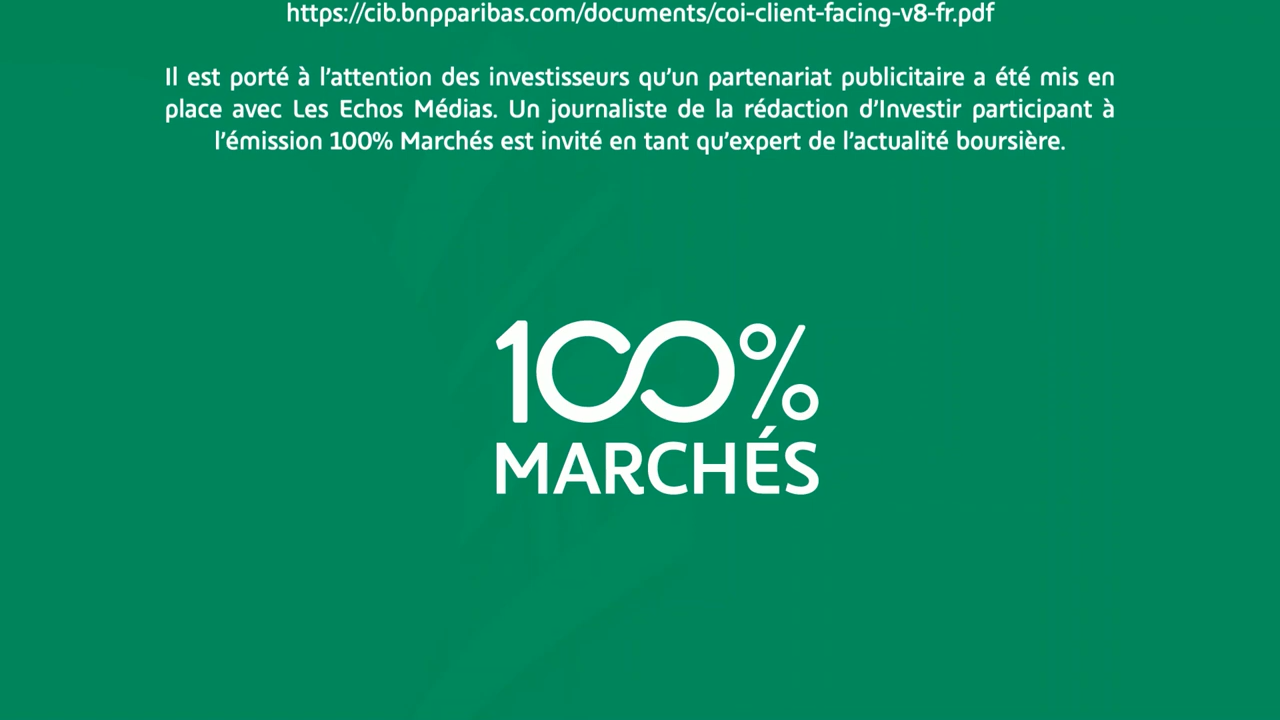 https://cib.bnpparibas.com/documents/coi-client-facing-v8-fr.pdf
Il est porté à l’attention des investisseurs qu’un partenariat publicitaire a été mis en
place avec Les Echos Médias. Un journaliste de la rédaction d’Investir participant à
l’émission 100% Marchés est invité en tant qu’expert de l’actualité boursière.
100%
MARCHÉS